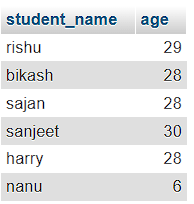 student_name age
rishu 29
bikash 28
sajan 28
sanjeet 30
harry 28
nanu 6